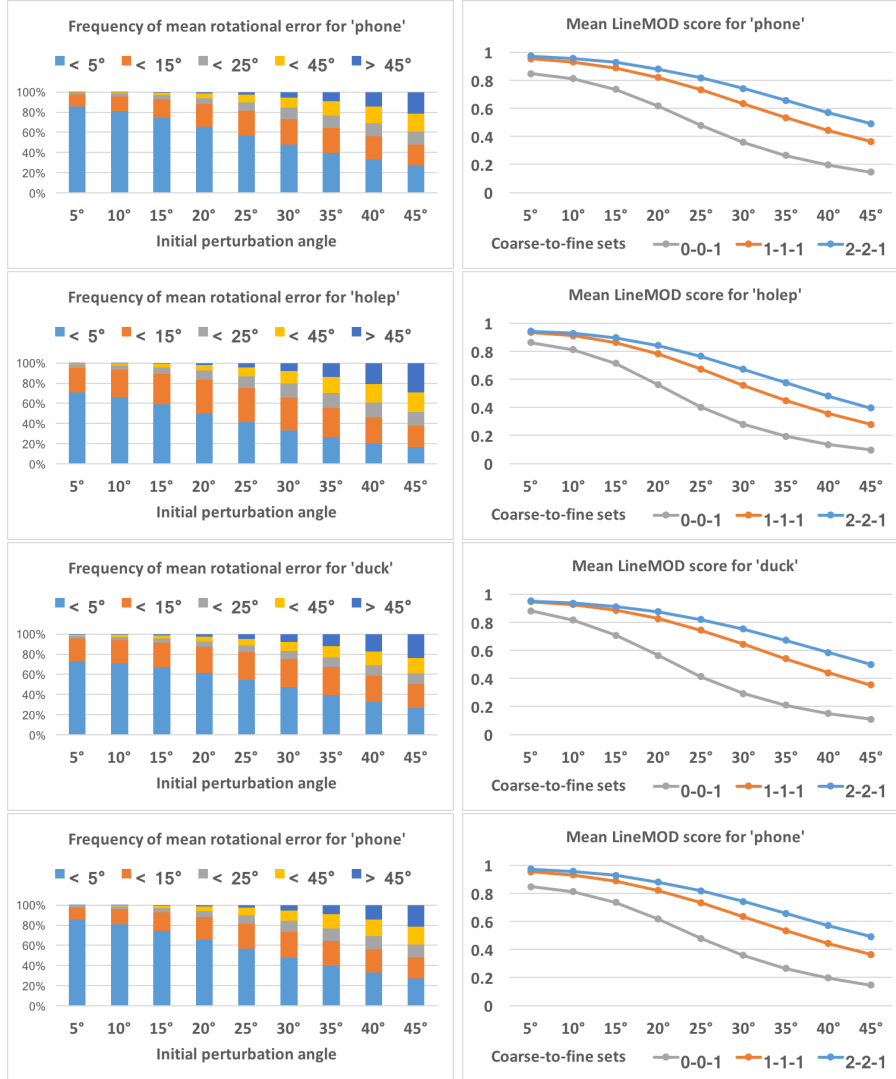 Frequency of mean rotational error for 'phone'
< 5° < 15° < 25° < 45° > 45°
100%
80%
60%
40%
20%
0%
5° 10° 15° 20° 25° 30° 35° 40° 45°
Initial perturbation angle
Mean LineMOD score for 'phone'
1
0.8
0.6
0.4
0.2
0
5° 10° 15° 20° 25° 30° 35° 40° 45°
Coarse-to-fine sets 0-0-1 1-1-1 2-2-1
Frequency of mean rotational error for 'holep'
< 5° < 15° < 25° < 45° > 45°
100%
80%
60%
40%
20%
0%
5° 10° 15° 20° 25° 30° 35° 40° 45°
Initial perturbation angle
Mean LineMOD score for 'holep'
1
0.8
0.6
0.4
0.2
0
5° 10° 15° 20° 25° 30° 35° 40° 45°
Coarse-to-fine sets 0-0-1 1-1-1 2-2-1
Frequency of mean rotational error for 'duck'
< 5° < 15° < 25° < 45° > 45°
100%
80%
60%
40%
20%
0%
5° 10° 15° 20° 25° 30° 35° 40° 45°
Initial perturbation angle
Mean LineMOD score for 'duck'
1
0.8
0.6
0.4
0.2
0
5° 10° 15° 20° 25° 30° 35° 40° 45°
Coarse-to-fine sets 0-0-1 1-1-1 2-2-1
Frequency of mean rotational error for 'phone'
< 5° < 15° < 25° < 45° > 45°
100%
80%
60%
40%
20%
0%
5° 10° 15° 20° 25° 30° 35° 40° 45°
Initial perturbation angle
Mean LineMOD score for 'phone'
1
0.8
0.6
0.4
0.2
0
5° 10° 15° 20° 25° 30° 35° 40° 45°
Coarse-to-fine sets 0-0-1 1-1-1 2-2-1